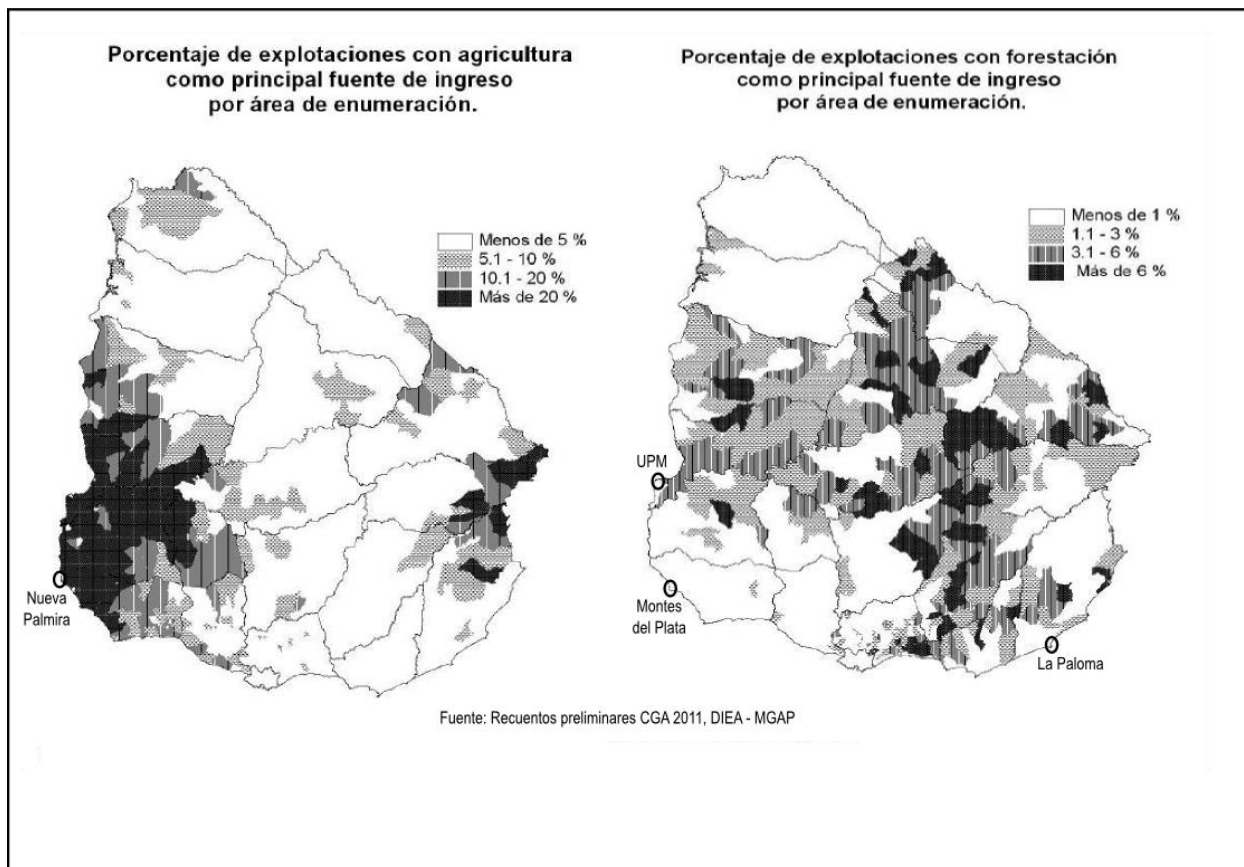 Porcentaje de explotaciones con agricultura
como principal fuente de ingreso
por área de enumeración.
Menos de 5 %
5.1 - 10 %
10.1 - 20 %
Más de 20 %
Nueva
Palmira
Porcentaje de explotaciones con forestación
como principal fuente de ingreso
por área de enumeración.
Menos de 1 %
1.1 - 3 %
3.1 - 6 %
Más de 6 %
UPM
Montes
del Plata
La Paloma
Fuente: Recuentos preliminares CGA 2011, DIEA - MGAP